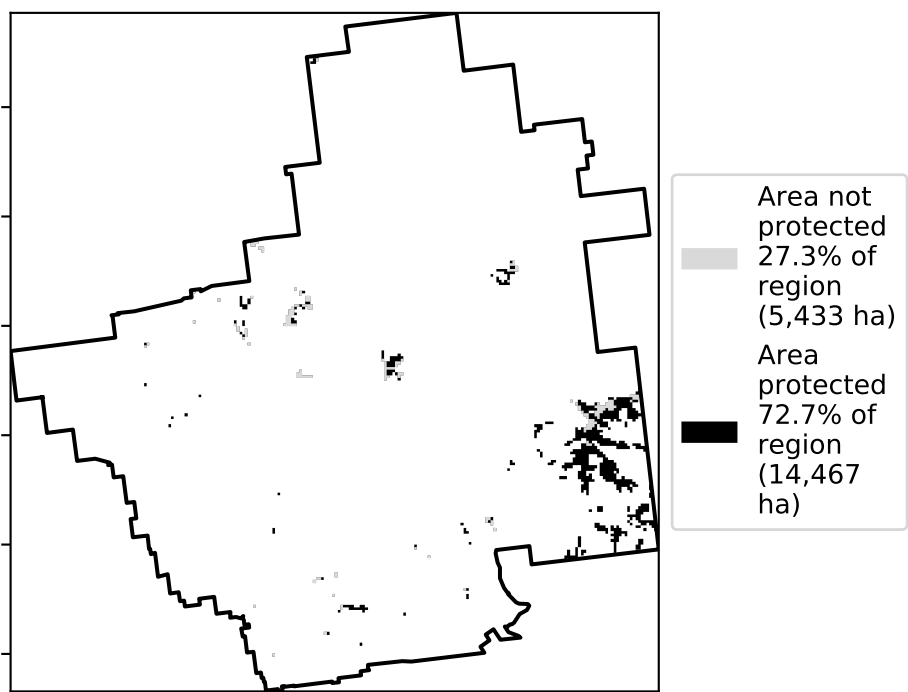 Area not
protected
27.3% of
region
(5,433 ha)
Area
protected
72.7% of
region
(14,467
ha)